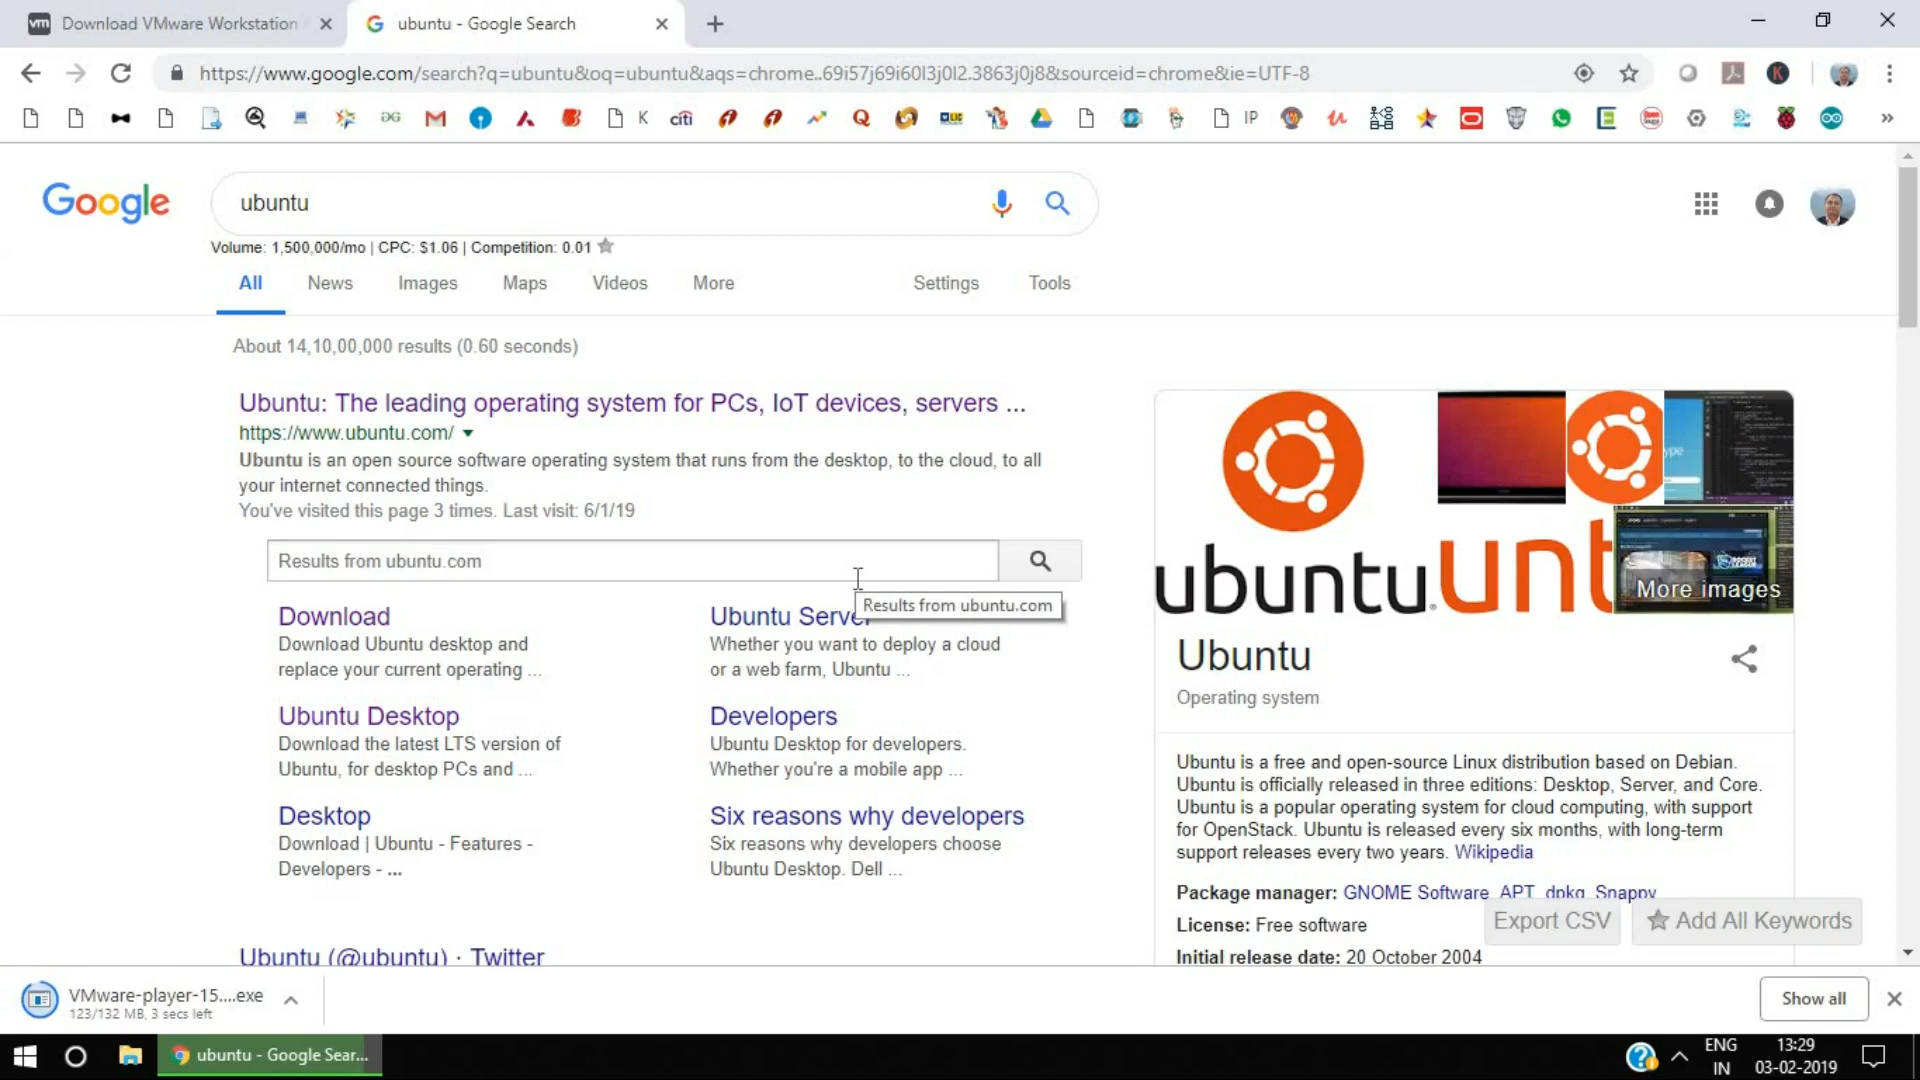 Download VMware Workstation
ubuntu - Google Search
https://www.google.com/search?q=ubuntu&oq=ubuntu&aqs=chrome..69i57j69i60l3j0l2.3863j0j8&sourceid=chrome&ie=UTF-8
K
K citi Q LIC IP
Google
ubuntu
Volume: 1,500,000/mo | CPC: $1.06 | Competition: 0.01
All News Images Maps Videos More Settings Tools
About 14,10,00,000 results (0.60 seconds)
Ubuntu: The leading operating system for PCs, IoT devices, servers ...
https://www.ubuntu.com/
Ubuntu is an open source software operating system that runs from the desktop, to the cloud, to all
your internet connected things.
You've visited this page 3 times. Last visit: 6/1/19
Results from ubuntu.com
Results from ubuntu.com
Download
Download Ubuntu desktop and
replace your current operating ...
Ubuntu Server
Whether you want to deploy a cloud
or a web farm, Ubuntu ...
Ubuntu Desktop
Download the latest LTS version of
Ubuntu, for desktop PCs and ...
Developers
Ubuntu Desktop for developers.
Whether you're a mobile app ...
Desktop
Download | Ubuntu - Features -
Developers - ...
Six reasons why developers
Six reasons why developers choose
Ubuntu Desktop. Dell ...
Ubuntu (@ubuntu) · Twitter
ubuntu
unt
More images
Ubuntu
Operating system
Ubuntu is a free and open-source Linux distribution based on Debian.
Ubuntu is officially released in three editions: Desktop, Server, and Core.
Ubuntu is a popular operating system for cloud computing, with support
for OpenStack. Ubuntu is released every six months, with long-term
support releases every two years. Wikipedia
Package manager: GNOME Software, APT, dpkg, Snappy
License: Free software
Initial release date: 20 October 2004
Export CSV
Add All Keywords
VMware-player-15....exe
123/132 MB, 3 secs left
Show all
ubuntu - Google Sear...
ENG
IN
13:29
03-02-2019